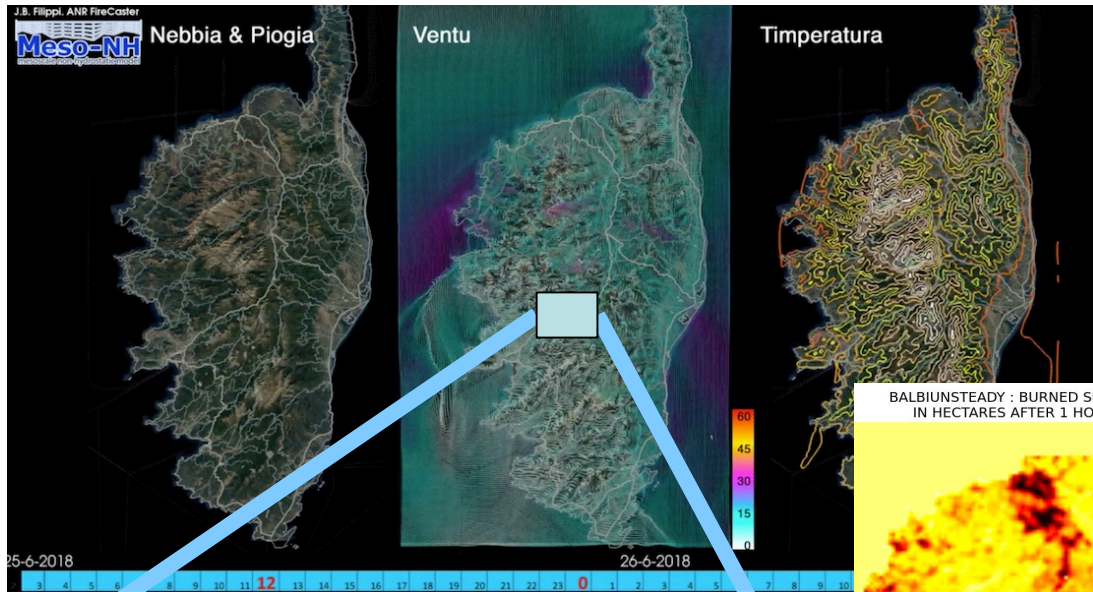 J.B. Filippi. ANR FireCaster
Meso-NH
mesoscale non-hydrostatic model
Nebbia & Piogia
Ventu
Timperatura
60
45
30
15
0
BALBIUNSTEADY : BURNED S
IN HECTARES AFTER 1 HO
25-6-2018
26-6-2018
3 4 5 6 7 8 9 10 11 12 13 14 15 16 17 18 19 20 21 22 23 0 1 2 3 4 5 6 7 8 9 10